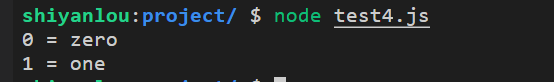 shiyanlou:project/ $ node test4.js
0 = zero
1 = one